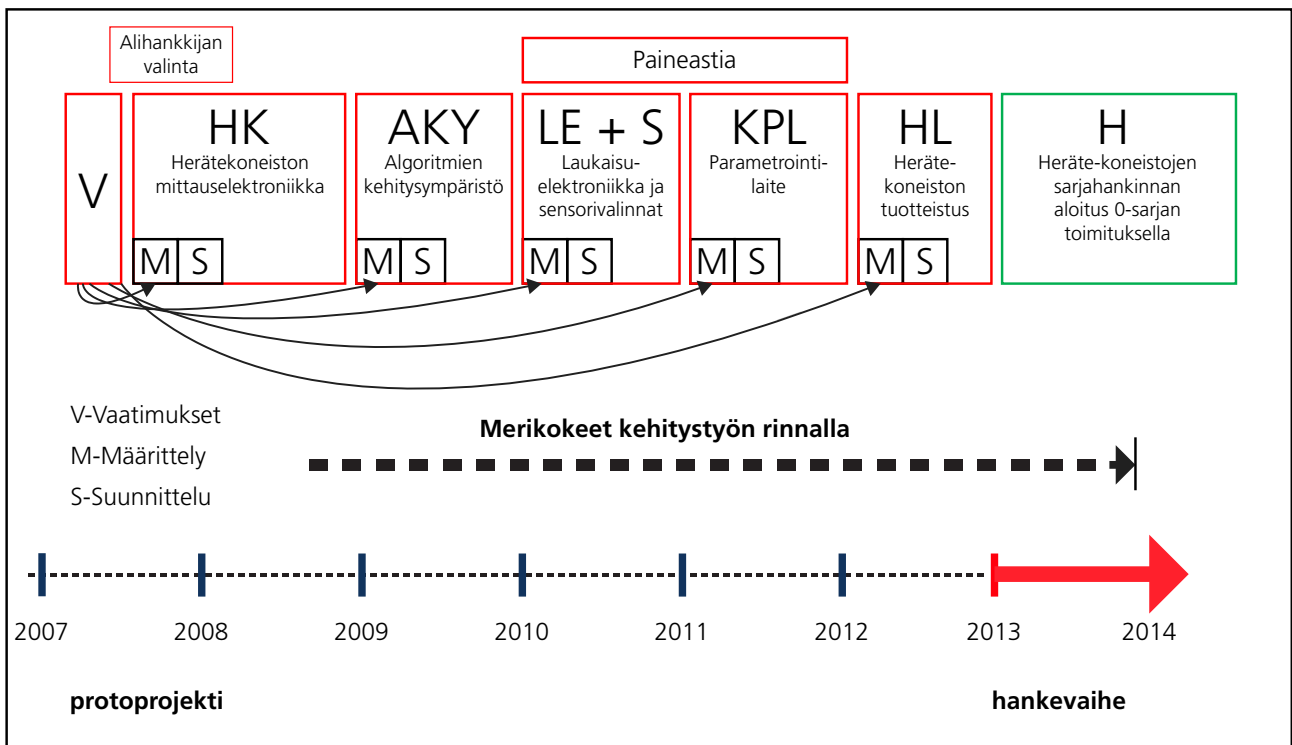 Alihankkijan
valinta
Paineastia
V
HK
Herätekoneiston
mittauselektroniikka
M S
AKY
Algoritmien
kehitysympäristö
M S
LE + S
Laukaisu-
elektroniikka ja
sensorivalinnat
M S
KPL
Parametrointi-
laite
M S
HL
Heräte-
koneiston
tuotteistus
M S
H
Heräte-koneistojen
sarjahankinnan
aloitus 0-sarjan
toimituksella
V-Vaatimukset
M-Määrittely
S-Suunnittelu
Merikokeet kehitystyön rinnalla
2007 2008 2009 2010 2011 2012 2013 2014
protoprojekti hankevaihe